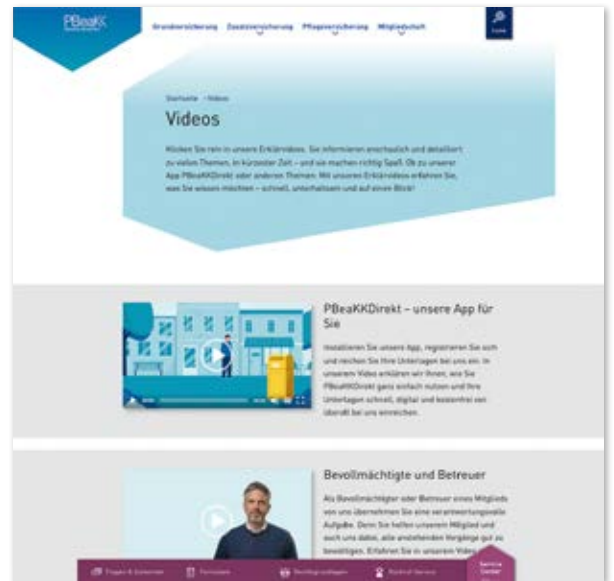 PBeaKK
Grundversicherung Zusatzversicherung Pflegeversicherung Mitgliedschaft
Suche
Startseite Videos
Videos
Klicken Sie rein in unsere Erklärvideos. Sie informieren anschaulich und detailliert
zu vielen Themen, in kürzester Zeit – und sie machen richtig Spaß. Ob zu unserer
App PBeaKKDirekt oder anderen Themen: Mit unseren Erklärvideos erfahren Sie,
was Sie wissen möchten – schnell, unterhaltsam und auf einen Blick!
PBeaKKDirekt – unsere App für
Sie
Installieren Sie unsere App, registrieren Sie sich
und reichen Sie Ihre Unterlagen bei uns ein. In
unserem Video erklären wir Ihnen, wie Sie
PBeaKKDirekt ganz einfach nutzen und Ihre
Unterlagen schnell, digital und kostenfrei von
überall bei uns einreichen.
Bevollmächtigte und Betreuer
Als Bevollmächtigter oder Betreuer eines Mitglieds
von uns übernehmen Sie eine verantwortungsvolle
Aufgabe. Denn Sie helfen unserem Mitglied und
auch uns dabei, alle anstehenden Vorgänge gut zu
bewältigen. Erfahren Sie in unserem Video
Fragen & Antworten Formulare Rückruf-Service Service
Center